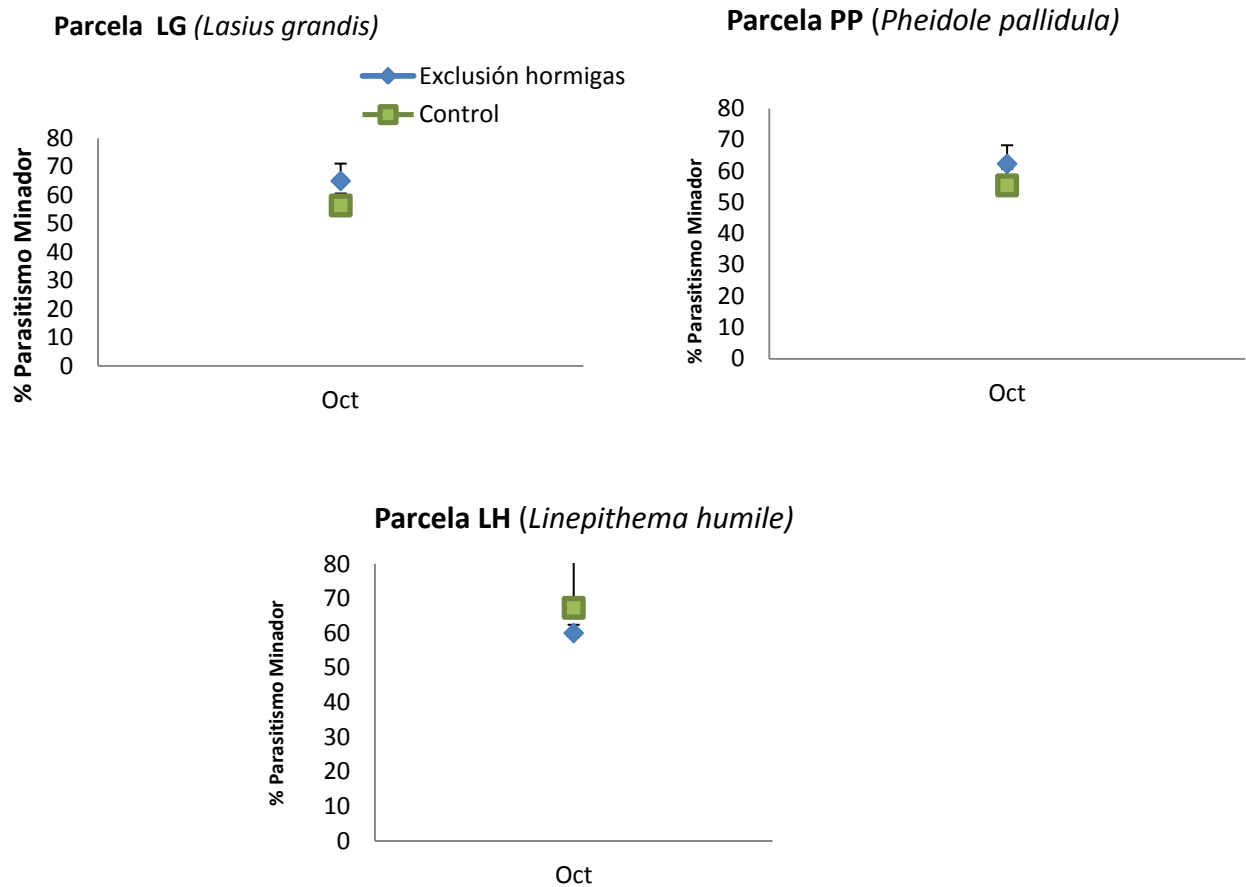 Parcela LG (Lasius grandis)
Exclusión hormigas
Control
% Parasitismo Minador
80
70
60
50
40
30
20
10
0
Oct
Parcela PP (Pheidole pallidula)
% Parasitismo Minador
80
70
60
50
40
30
20
10
0
Oct
Parcela LH (Linepithema humile)
% Parasitismo Minador
80
70
60
50
40
30
20
10
0
Oct